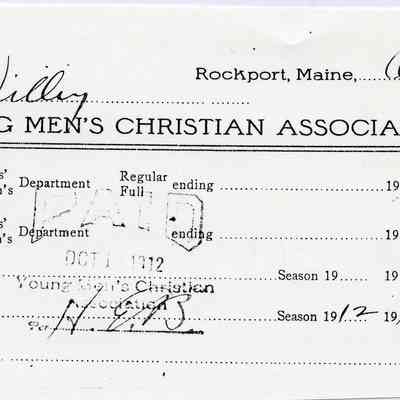 Rockport, Maine,
Willey
G MEN'S CHRISTIAN ASSOCIA
s' Department Regular Full ending 19
n's
s' Department ending 19
n's
PAID
OCT 1 1912
Season 19 19
Young Men's Christian
Association
Per H. E. B. Season 1912 19